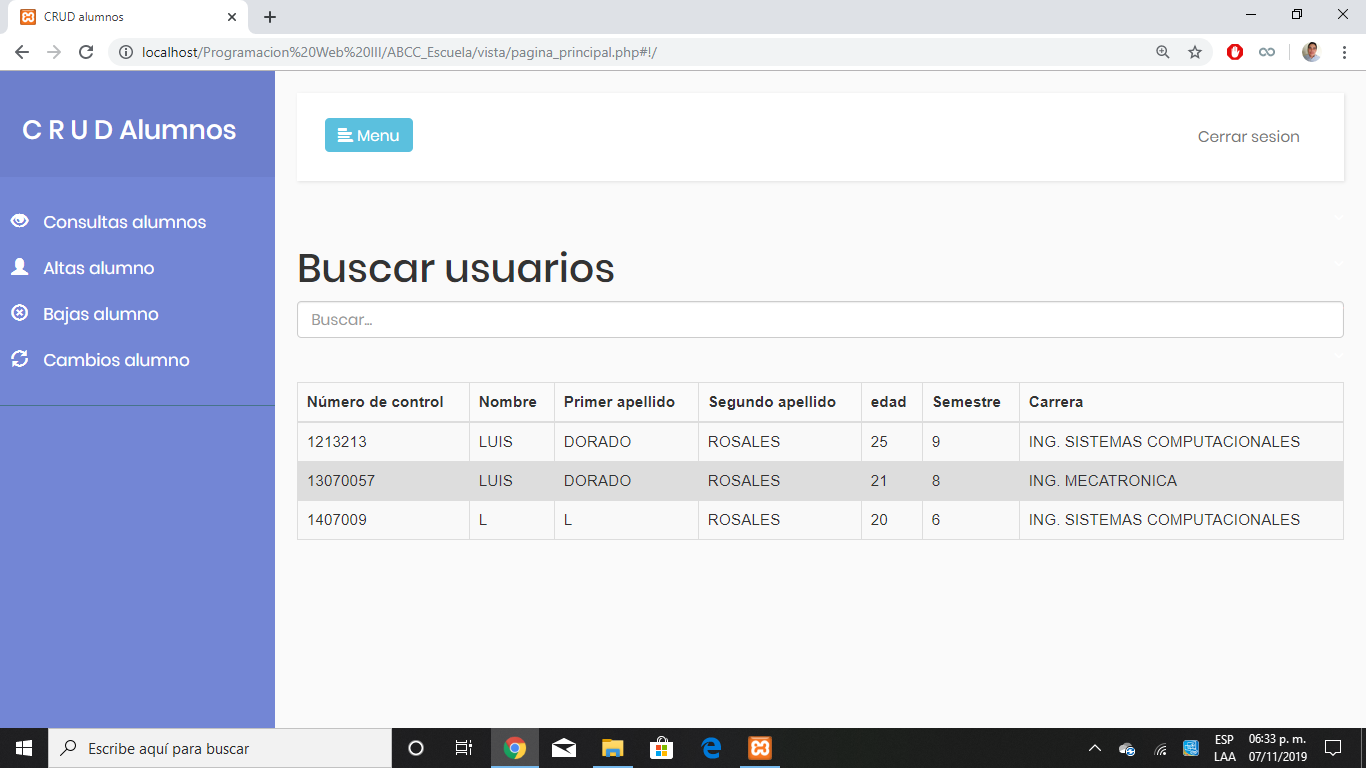 CRUD alumnos
localhost/Programacion%20Web%20III/ABCC_Escuela/vista/pagina_principal.php#!/
C R U D Alumnos
Menu
Cerrar sesion
Consultas alumnos
Altas alumno
Bajas alumno
Cambios alumno
Buscar usuarios
Buscar...
Número de control Nombre Primer apellido Segundo apellido edad Semestre Carrera
1213213 LUIS DORADO ROSALES 25 9 ING. SISTEMAS COMPUTACIONALES
13070057 LUIS DORADO ROSALES 21 8 ING. MECATRONICA
1407009 L L ROSALES 20 6 ING. SISTEMAS COMPUTACIONALES
Escribe aquí para buscar
ESP
LAA
06:33 p. m.
07/11/2019